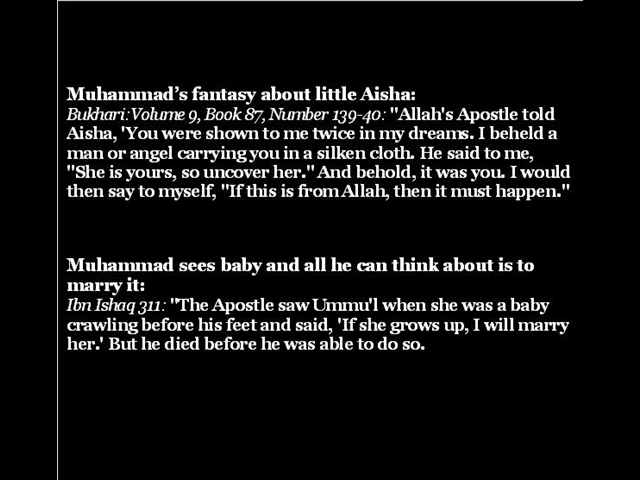 Muhammad’s fantasy about little Aisha:
Bukhari:Volume 9, Book 87, Number 139-40: "Allah's Apostle told
Aisha, 'You were shown to me twice in my dreams. I beheld a
man or angel carrying you in a silken cloth. He said to me,
"She is yours, so uncover her." And behold, it was you. I would
then say to myself, "If this is from Allah, then it must happen."
Muhammad sees baby and all he can think about is to
marry it:
Ibn Ishaq 311: "The Apostle saw Ummu'l when she was a baby
crawling before his feet and said, 'If she grows up, I will marry
her.' But he died before he was able to do so.